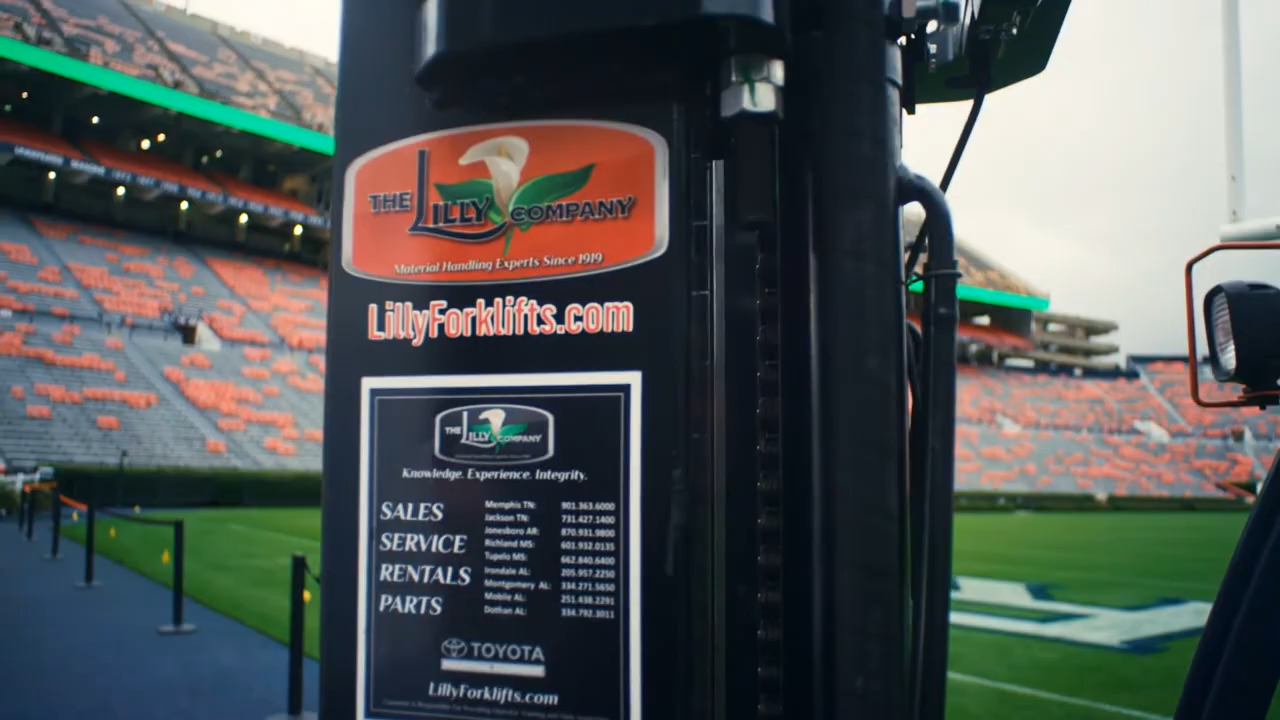 THE LILLY COMPANY
Material Handling Experts Since 1919
LillyForklifts.com
THE LILLY COMPANY
Knowledge. Experience. Integrity.
SALES
SERVICE
RENTALS
PARTS
Memphis TN: 901.363.6000
Jackson TN: 731.427.1400
Jonesboro AR: 870.931.9800
Richland MS: 601.932.0135
Tupelo MS: 662.840.6400
Irondale AL: 205.957.2250
Montgomery AL: 334.271.5650
Mobile AL: 251.438.2291
Dothan AL: 334.792.3011
TOYOTA
LillyForklifts.com